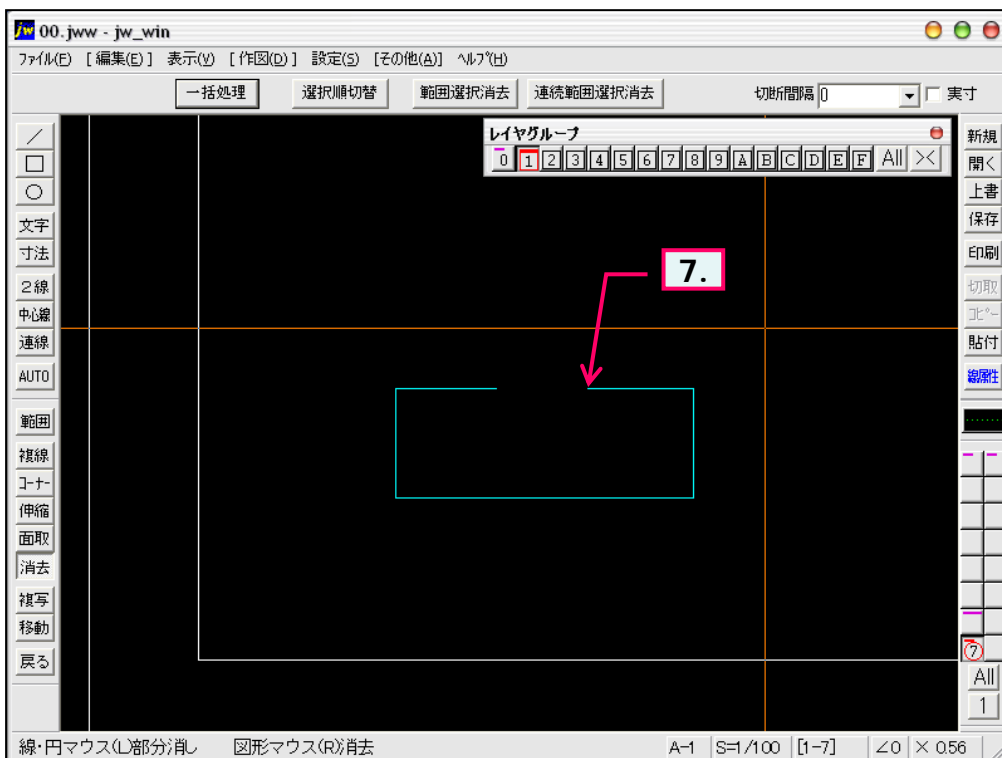 jw 00.jww - jw_win
ファイル(F) [編集(E)] 表示(V) [作図(D)] 設定(S) [その他(A)] ヘルプ(H)
一括処理 選択順切替 範囲選択消去 連続範囲選択消去 切断間隔 0 実寸
レイヤグループ
0 1 2 3 4 5 6 7 8 9 A B C D E F All ><
/
□
○
文字
寸法
2線
中心線
連線
AUTO
範囲
複線
コーナー
伸縮
面取
消去
複写
移動
戻る
7.
新規
開く
上書
保存
印刷
切取
コピー
貼付
線属性
7
All
1
線・円マウス(L)部分消し 図形マウス(R)消去 A-1 S=1/100 [1-7] ∠0 × 0.56